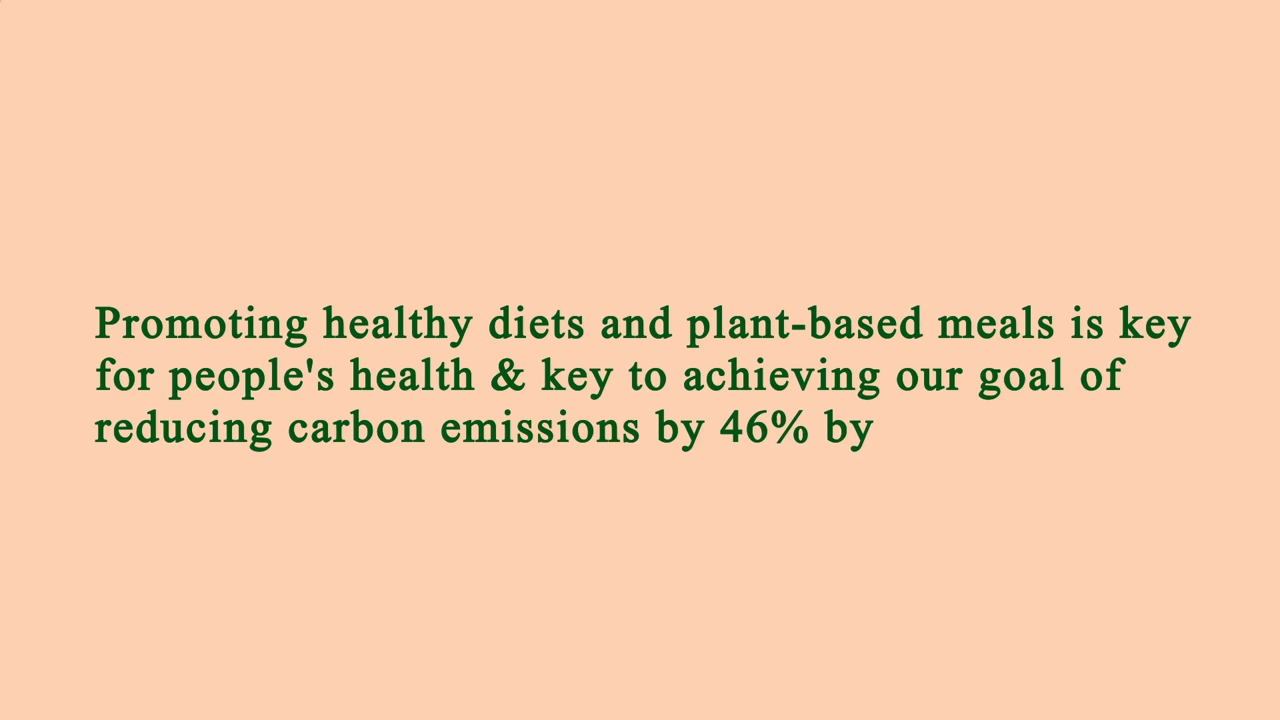 Promoting healthy diets and plant-based meals is key
for people's health & key to achieving our goal of
reducing carbon emissions by 46% by